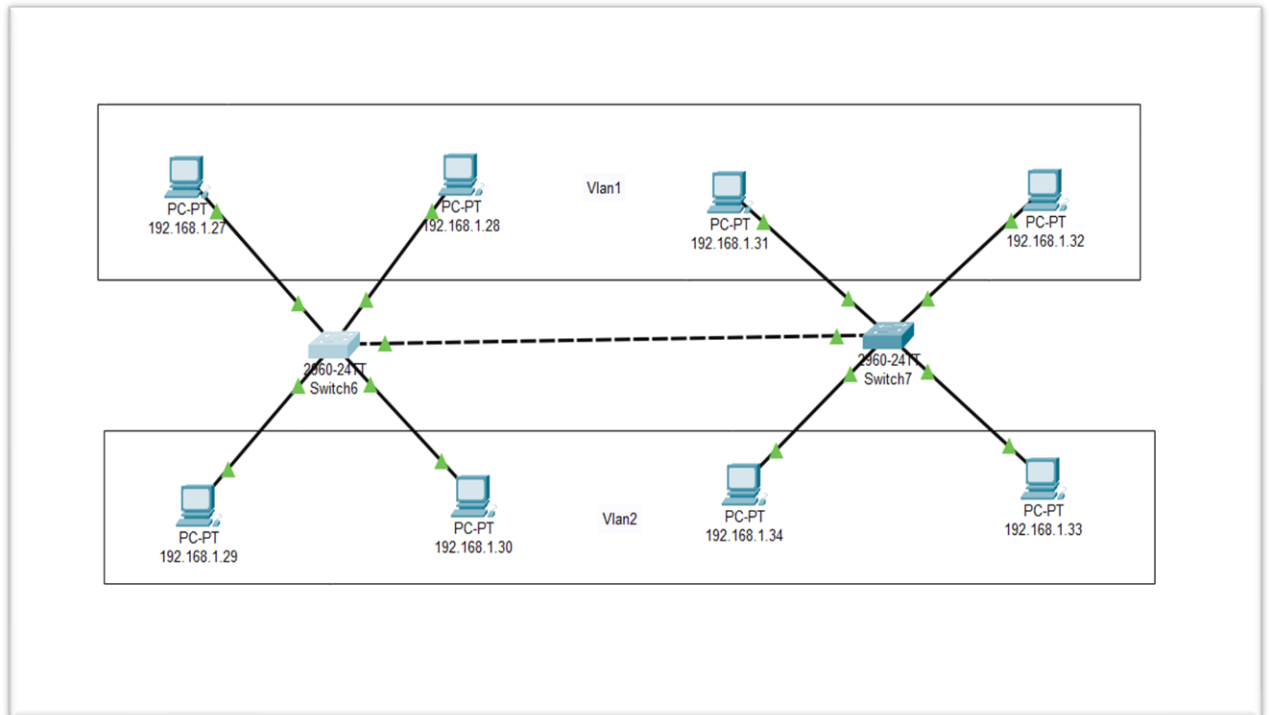 PC-PT
192.168.1.27
PC-PT
192.168.1.28
Vlan1
PC-PT
192.168.1.31
PC-PT
192.168.1.32
2960-24TT
Switch6
2960-24TT
Switch7
PC-PT
192.168.1.29
PC-PT
192.168.1.30
Vlan2
PC-PT
192.168.1.34
PC-PT
192.168.1.33